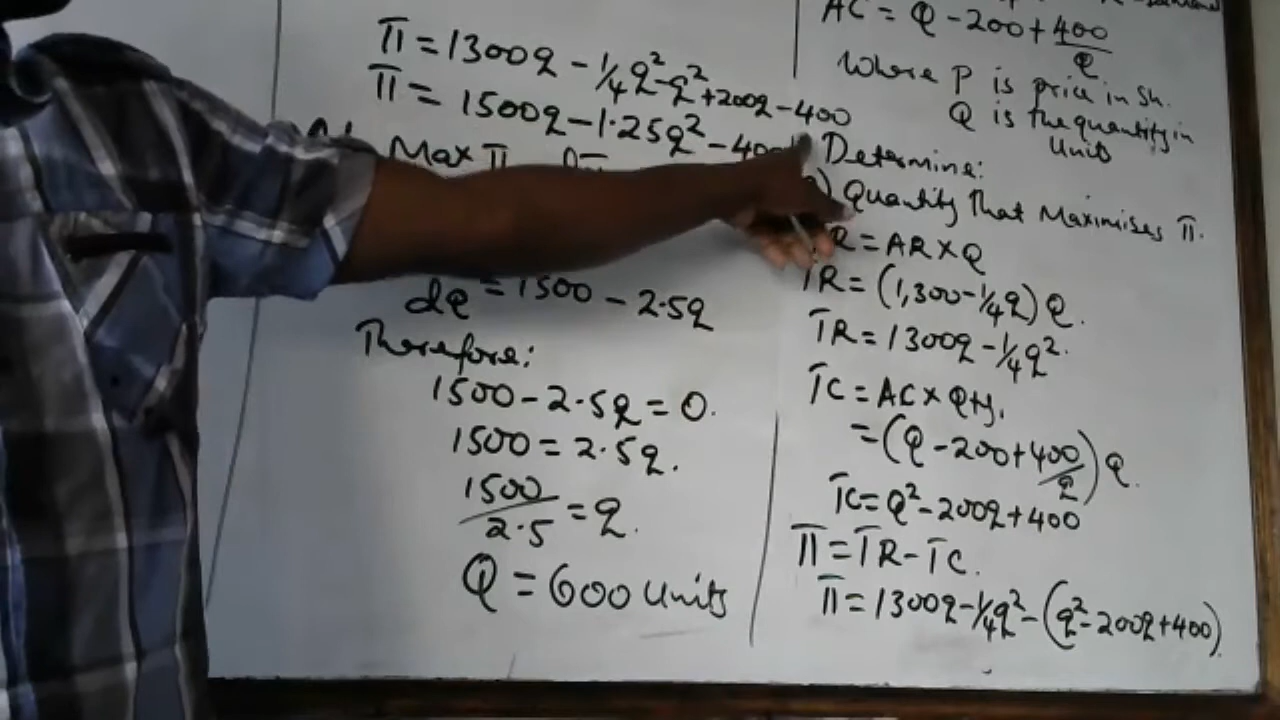 Π = 1300q - 1/4q² - q² + 200q - 400
Π = 1500q - 1.25q² - 400
Max Π
dq = 1500 - 2.5q
Therefore:
1500 - 2.5q = 0.
1500 = 2.5q.
1500/2.5 = q.
Q = 600 Units
AC = Q - 200 + 400/Q
Where P is price in Sh.
Q is the quantity in
Units
Determine:
a) Quantity That Maximises Π.
TR = AR × Q
TR = (1,300 - 1/4q) Q.
TR = 1300q - 1/4q².
TC = AC × Qty.
= (Q - 200 + 400/q) Q.
TC = Q² - 200q + 400
Π = TR - TC.
Π = 1300q - 1/4q² - (q² - 200q + 400)